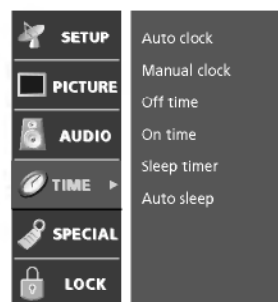 SETUP
PICTURE
AUDIO
TIME
SPECIAL
LOCK
Auto clock
Manual clock
Off time
On time
Sleep timer
Auto sleep